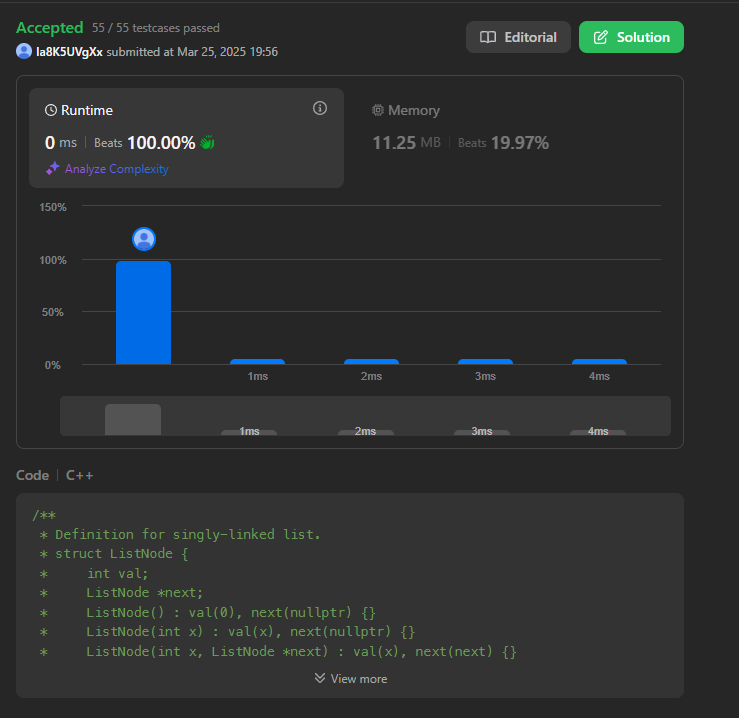 Accepted 55 / 55 testcases passed
Editorial
Solution
la8K5UVgXx submitted at Mar 25, 2025 19:56
Runtime
0 ms | Beats 100.00%
Analyze Complexity
Memory
11.25 MB | Beats 19.97%
150%
100%
50%
0%
1ms 2ms 3ms 4ms
1ms 2ms 3ms 4ms
Code | C++
/**
 * Definition for singly-linked list.
 * struct ListNode {
 *     int val;
 *     ListNode *next;
 *     ListNode() : val(0), next(nullptr) {}
 *     ListNode(int x) : val(x), next(nullptr) {}
 *     ListNode(int x, ListNode *next) : val(x), next(next) {}
View more